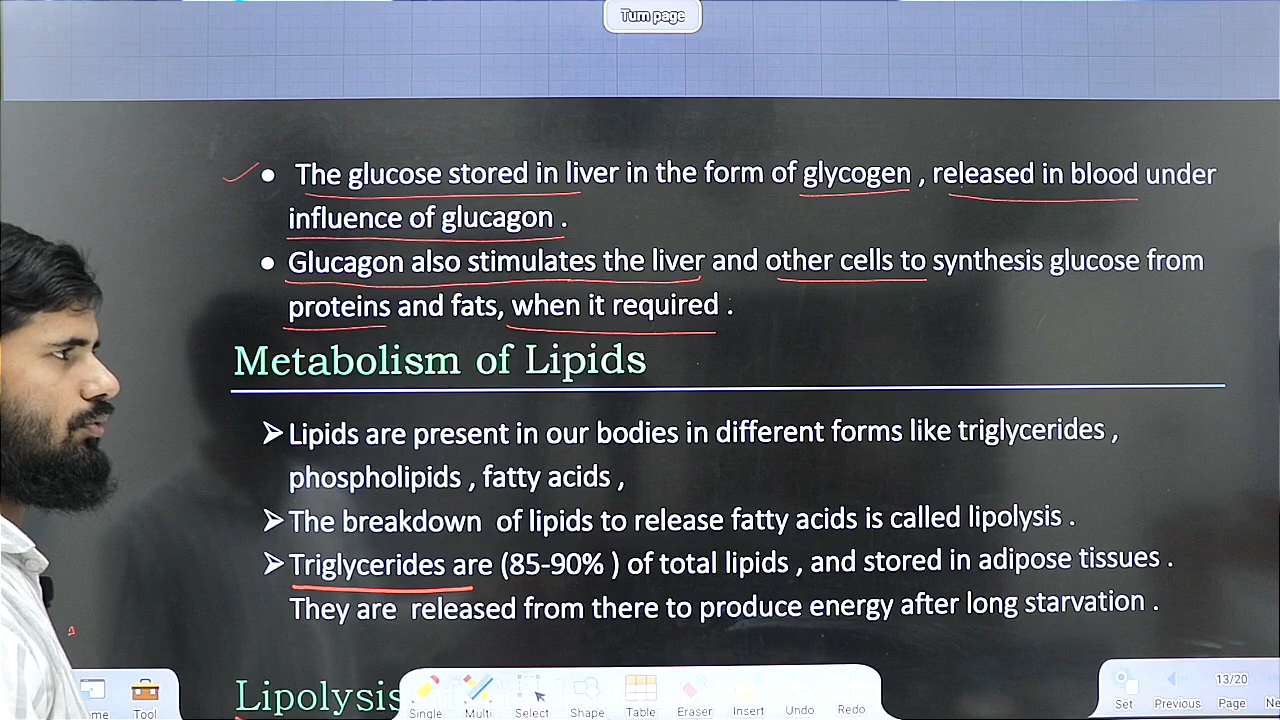 Turn page
● The glucose stored in liver in the form of glycogen , released in blood under
influence of glucagon .
● Glucagon also stimulates the liver and other cells to synthesis glucose from
proteins and fats, when it required .
Metabolism of Lipids
➢ Lipids are present in our bodies in different forms like triglycerides ,
phospholipids , fatty acids ,
➢ The breakdown of lipids to release fatty acids is called lipolysis .
➢ Triglycerides are (85-90% ) of total lipids , and stored in adipose tissues .
They are released from there to produce energy after long starvation .
Lipolysis
Tool
Single Multi Select Shape Table Eraser Insert Undo Redo
Set Previous Page
13/20